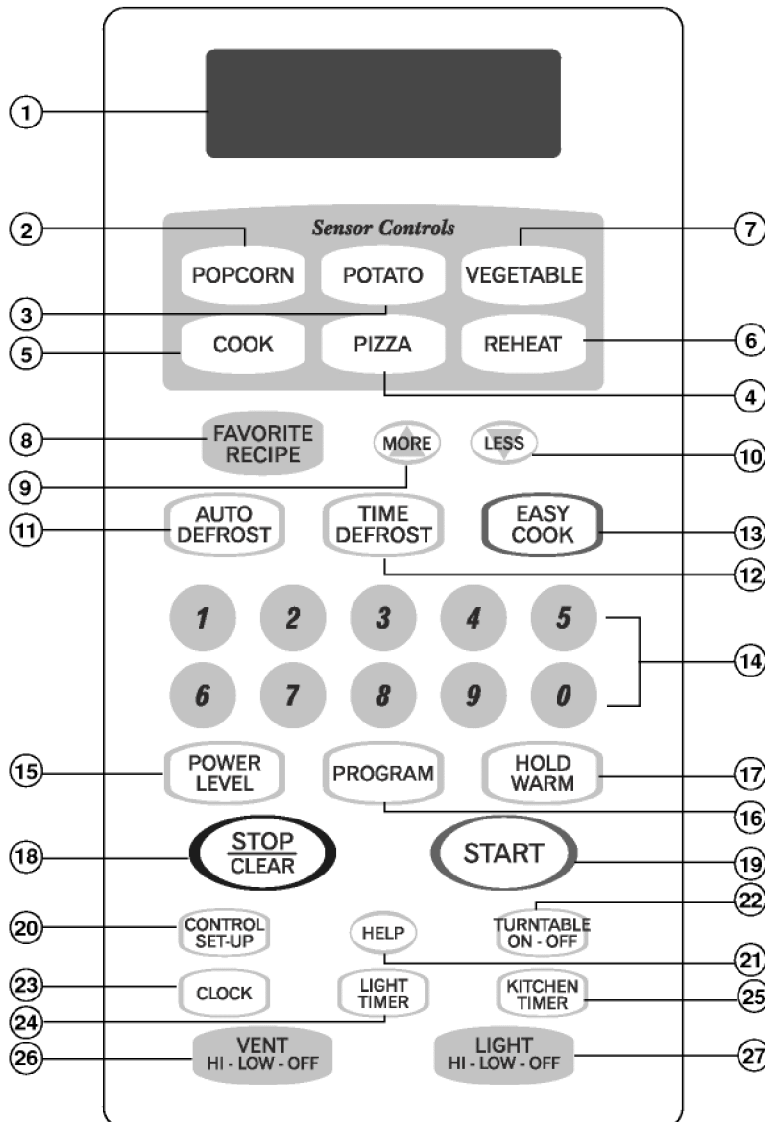 1
Sensor Controls
2
7
POPCORN POTATO VEGETABLE
3
COOK PIZZA REHEAT
5
6
4
FAVORITE
RECIPE
MORE LESS
8
9
10
AUTO
DEFROST
TIME
DEFROST
EASY
COOK
11
13
12
1 2 3 4 5
14
6 7 8 9 0
POWER
LEVEL
PROGRAM
HOLD
WARM
15
17
16
STOP
CLEAR
START
18
19
22
CONTROL
SET-UP
HELP
TURNTABLE
ON - OFF
20
21
CLOCK
LIGHT
TIMER
KITCHEN
TIMER
23
25
24
VENT
HI - LOW - OFF
LIGHT
HI - LOW - OFF
26
27